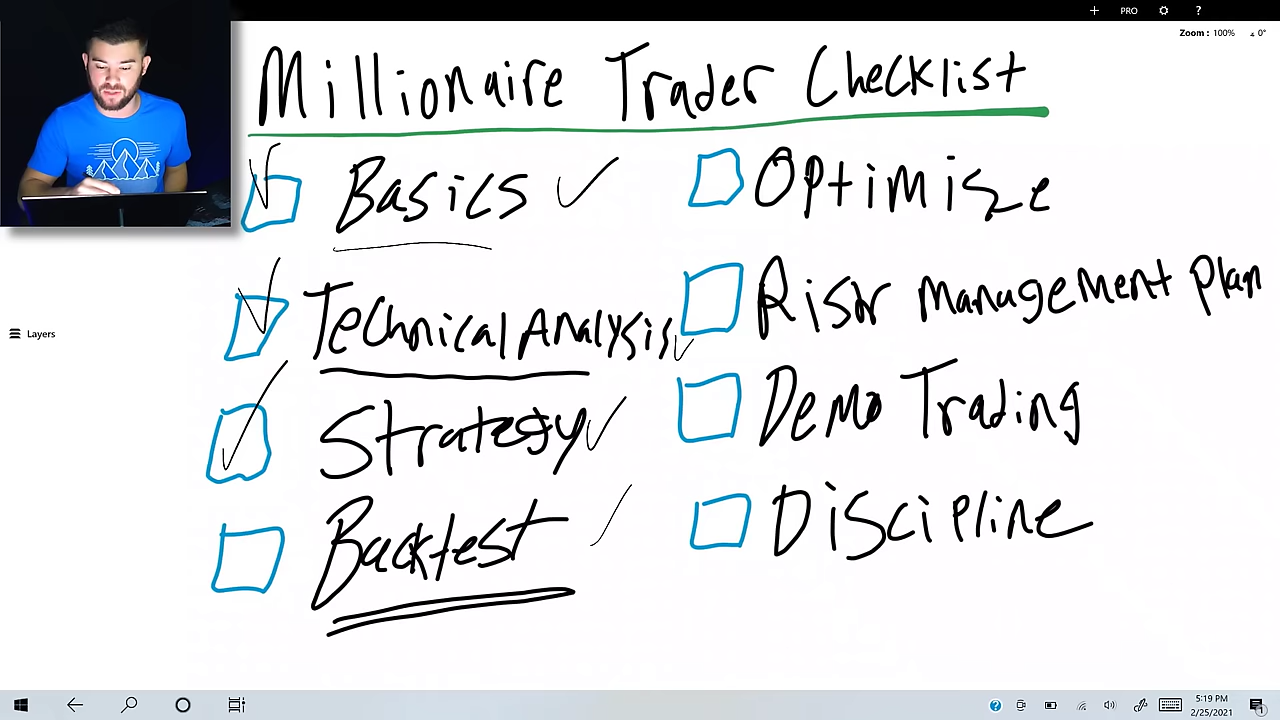 PRO ?
Zoom : 100% 0°
Millionaire Trader Checklist
Basics
Technical Analysis
Strategy
Backtest
Optimize
Risk management Plan
Demo Trading
Discipline
Layers
5:19 PM
2/25/2021